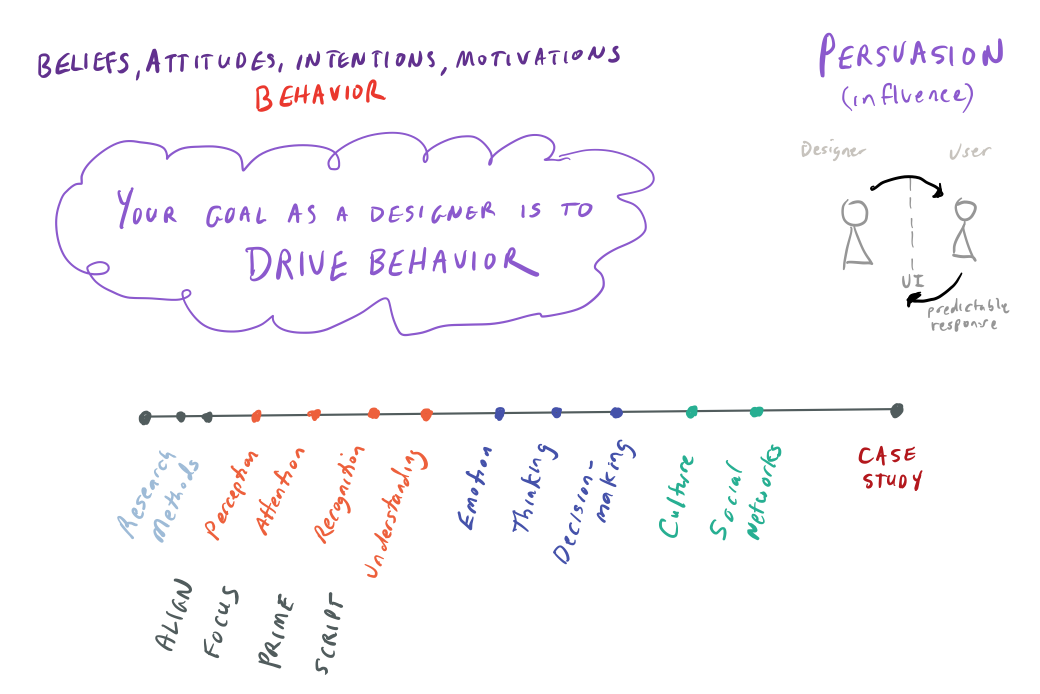 BELIEFS, ATTITUDES, INTENTIONS, MOTIVATIONS
BEHAVIOR
PERSUASION
(influence)
Designer
User
YOUR GOAL AS A DESIGNER IS TO
DRIVE BEHAVIOR
UI
predictable
response
Research
Methods
Perception
Attention
Recognition
Understanding
Emotion
Thinking
Decision-
making
Culture
Social
Networks
CASE
STUDY
ALIGN
FOCUS
PRIME
SCRIPT